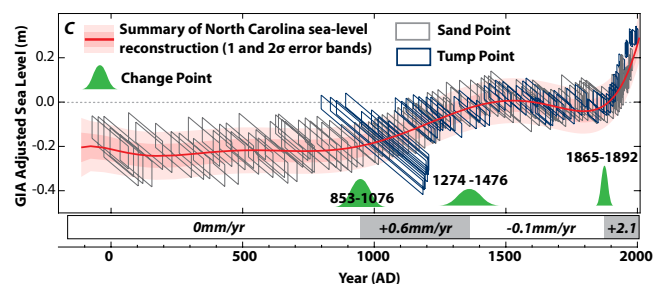 C
Summary of North Carolina sea-level
reconstruction (1 and 2σ error bands)
Change Point
Sand Point
Tump Point
GIA Adjusted Sea Level (m)
0.2
0.0
-0.2
-0.4
853-1076
1274 -1476
1865-1892
0mm/yr
+0.6mm/yr
-0.1mm/yr
+2.1
0
500
1000
1500
2000
Year (AD)